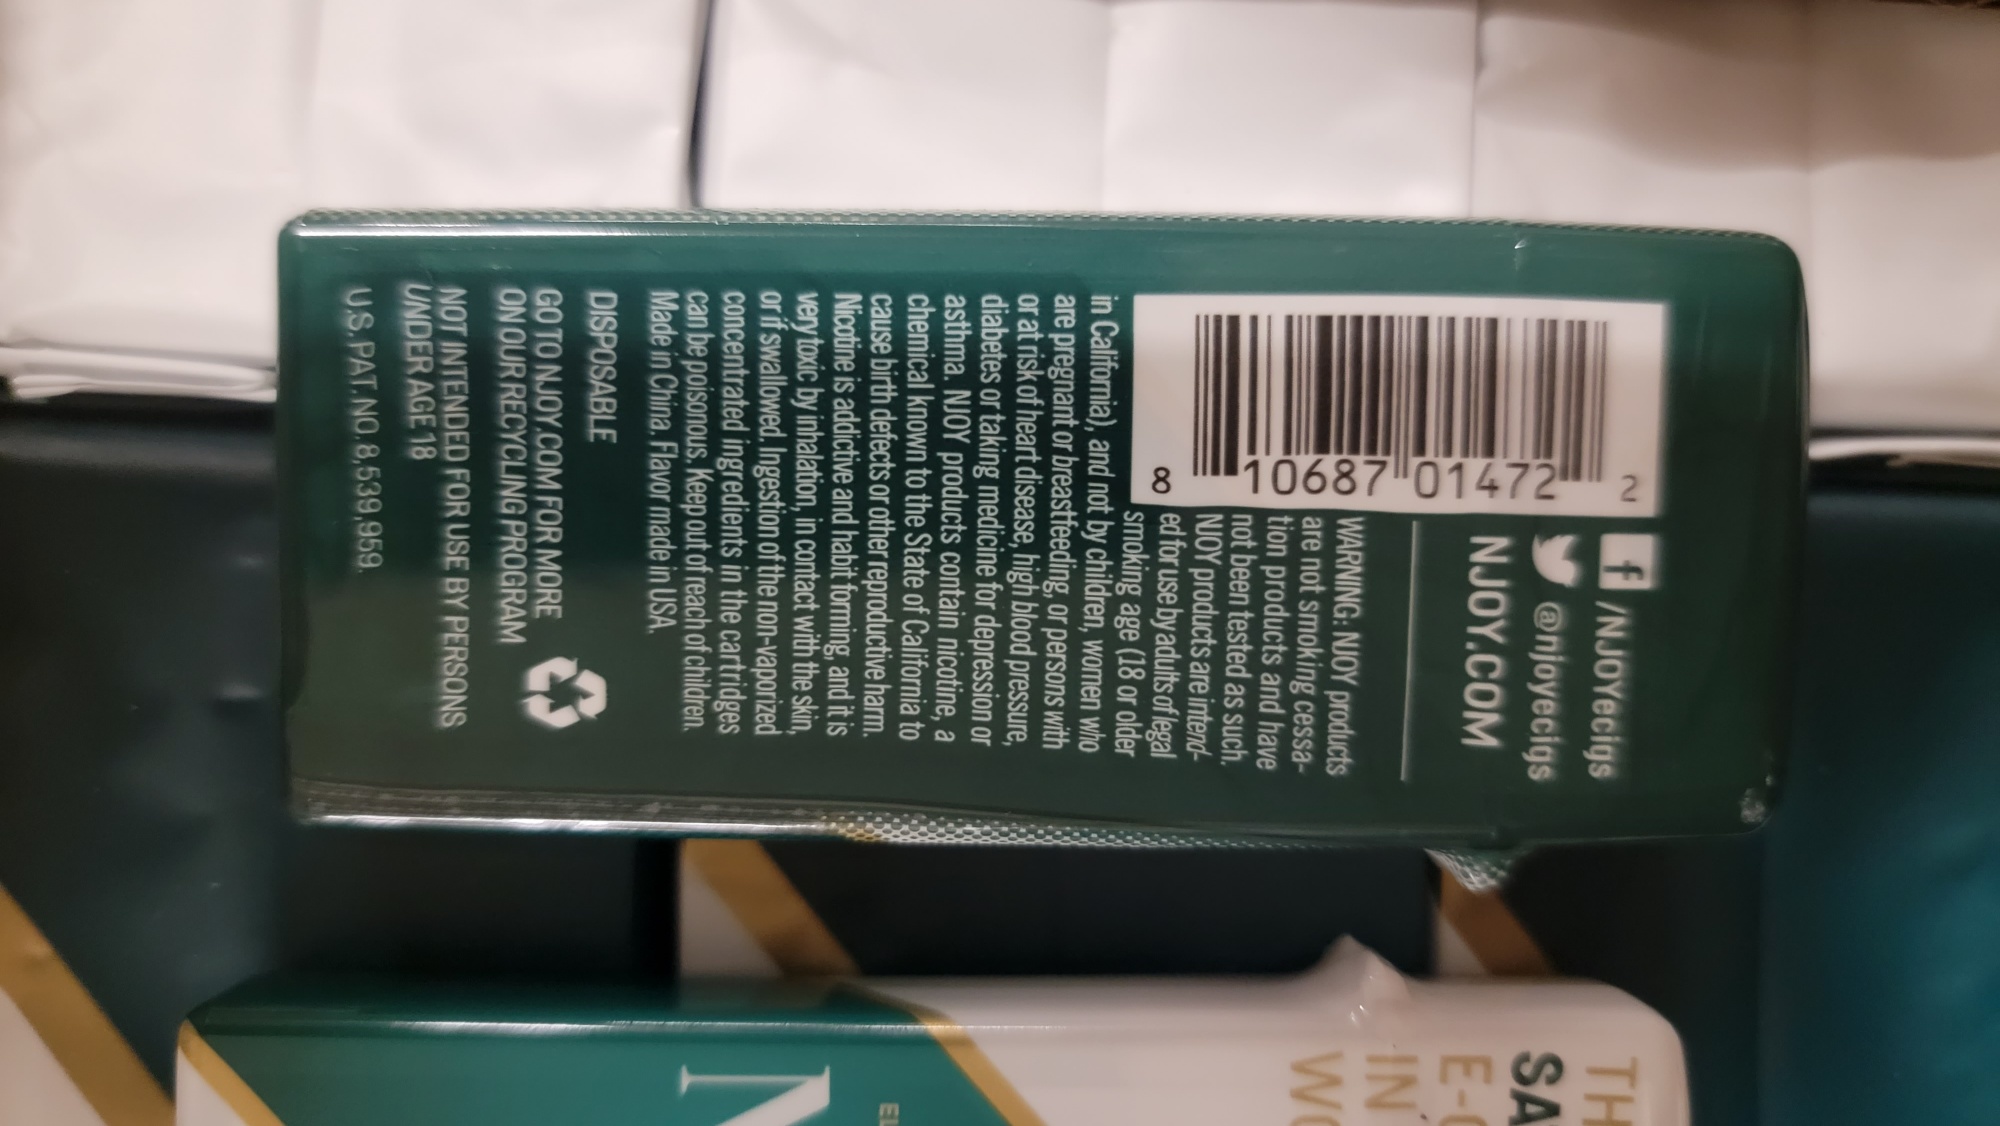 /NJOYecigs
@njoyecigs
NJOY.COM
8 10687 01472 2
WARNING: NJOY products
are not smoking cessa-
tion products and have
not been tested as such.
NJOY products are intend-
ed for use by adults of legal
smoking age (18 or older
in California), and not by children, women who
are pregnant or breastfeeding, or persons with
or at risk of heart disease, high blood pressure,
diabetes or taking medicine for depression or
asthma. NJOY products contain nicotine, a
chemical known to the State of California to
cause birth defects or other reproductive harm.
Nicotine is addictive and habit forming, and it is
very toxic by inhalation, in contact with the skin,
or if swallowed. Ingestion of the non-vaporized
concentrated ingredients in the cartridges
can be poisonous. Keep out of reach of children.
Made in China. Flavor made in USA.
DISPOSABLE
GO TO NJOY.COM FOR MORE
ON OUR RECYCLING PROGRAM
NOT INTENDED FOR USE BY PERSONS
UNDER AGE 18
U.S. PAT. NO. 8,539,959.
TH
SA
E-C
IN
WO
EL
N